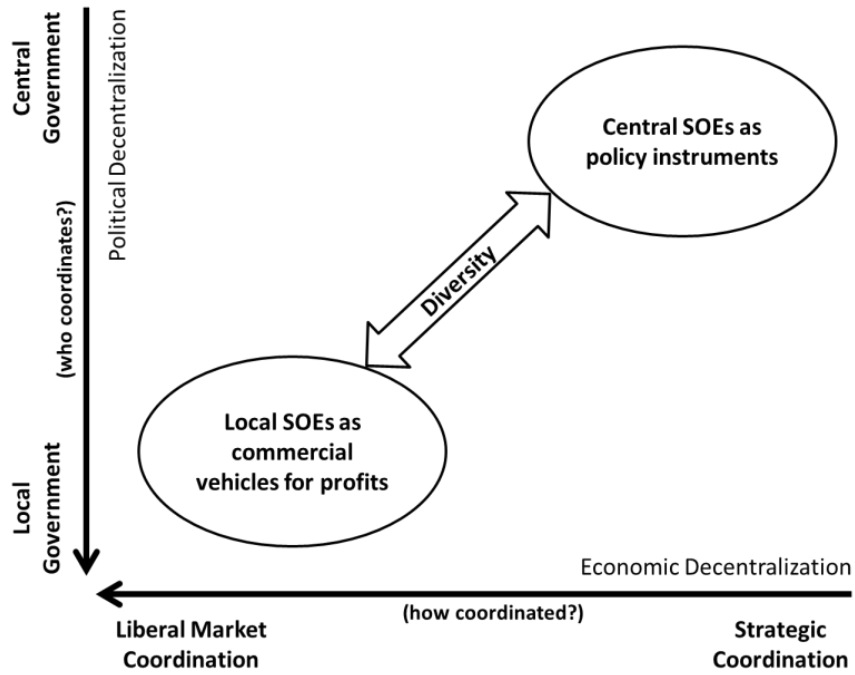 Central
Government
Political Decentralization
(who coordinates?)
Local
Government
Central SOEs as
policy instruments
Diversity
Local SOEs as
commercial
vehicles for profits
Economic Decentralization
(how coordinated?)
Liberal Market
Coordination
Strategic
Coordination